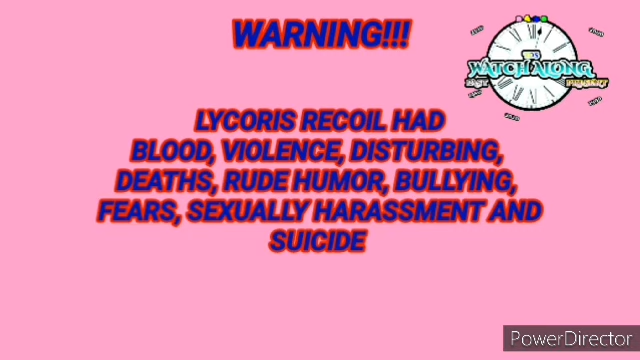 WARNING!!!
LYCORIS RECOIL HAD
BLOOD, VIOLENCE, DISTURBING,
DEATHS, RUDE HUMOR, BULLYING,
FEARS, SEXUALLY HARASSMENT AND
SUICIDE
WATCH ALONG
PowerDirector